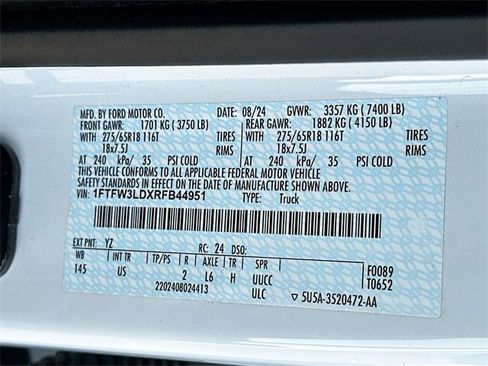 MFD. BY FORD MOTOR CO. 08/24 GVWR: 3357 KG (7400 LB)
FRONT GAWR: 1701 KG (3750 LB) REAR GAWR: 1882 KG (4150 LB)
WITH 275/65R18 116T TIRES WITH 275/65R18 116T TIRES
18x7.5J RIMS 18x7.5J RIMS
AT 240 kPa/ 35 PSI COLD AT 240 kPa/ 35 PSI COLD
THIS VEHICLE CONFORMS TO ALL APPLICABLE FEDERAL MOTOR VEHICLE
SAFETY STANDARDS IN EFFECT ON THE DATE OF MANUFACTURE SHOWN ABOVE
VIN: 1FTFW3LDXRFB44951 TYPE: Truck
EXT PNT: YZ RC: 24 DSO:
WB INT TR TP/PS R AXLE TR SPR F0089
145 US 2 L6 H UUCC T0652
2202408024413 ULC 5U5A-3520472-AA